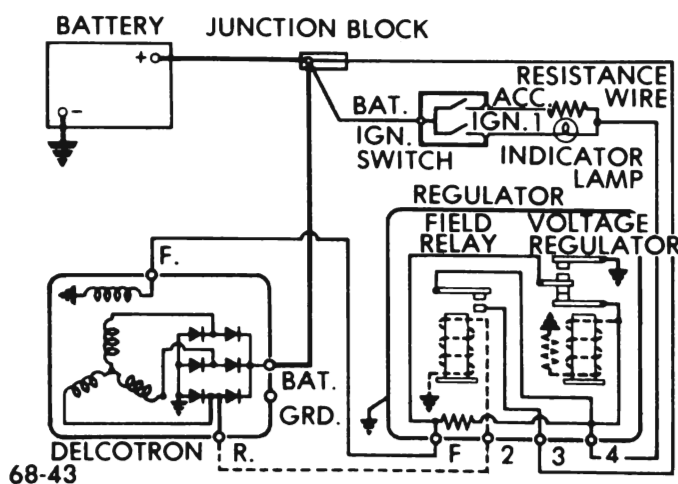 BATTERY
JUNCTION BLOCK
+
-
RESISTANCE
WIRE
BAT.
ACC.
IGN. 1
IGN.
SWITCH
INDICATOR
LAMP
REGULATOR
FIELD
RELAY
VOLTAGE
REGULATOR
F.
BAT.
GRD.
DELCOTRON
R.
F
2
3
4
68-43